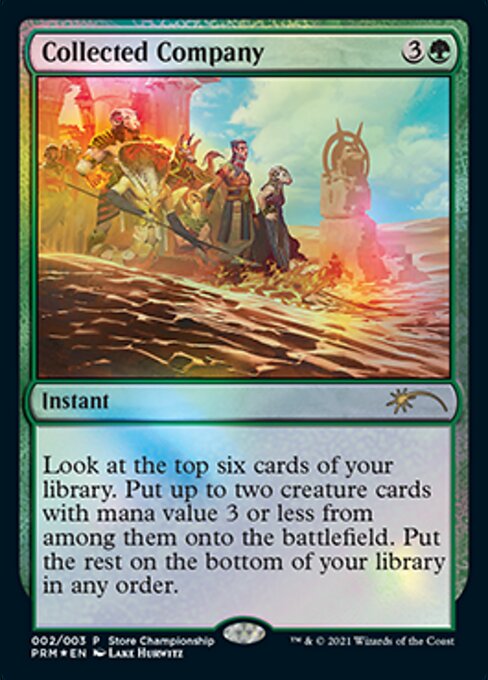 Collected Company 3
Instant
Look at the top six cards of your
library. Put up to two creature cards
with mana value 3 or less from
among them onto the battlefield. Put
the rest on the bottom of your library
in any order.
002/003 P Store Championship
PRM★EN Lake Hurwitz
™ & © 2021 Wizards of the Coast